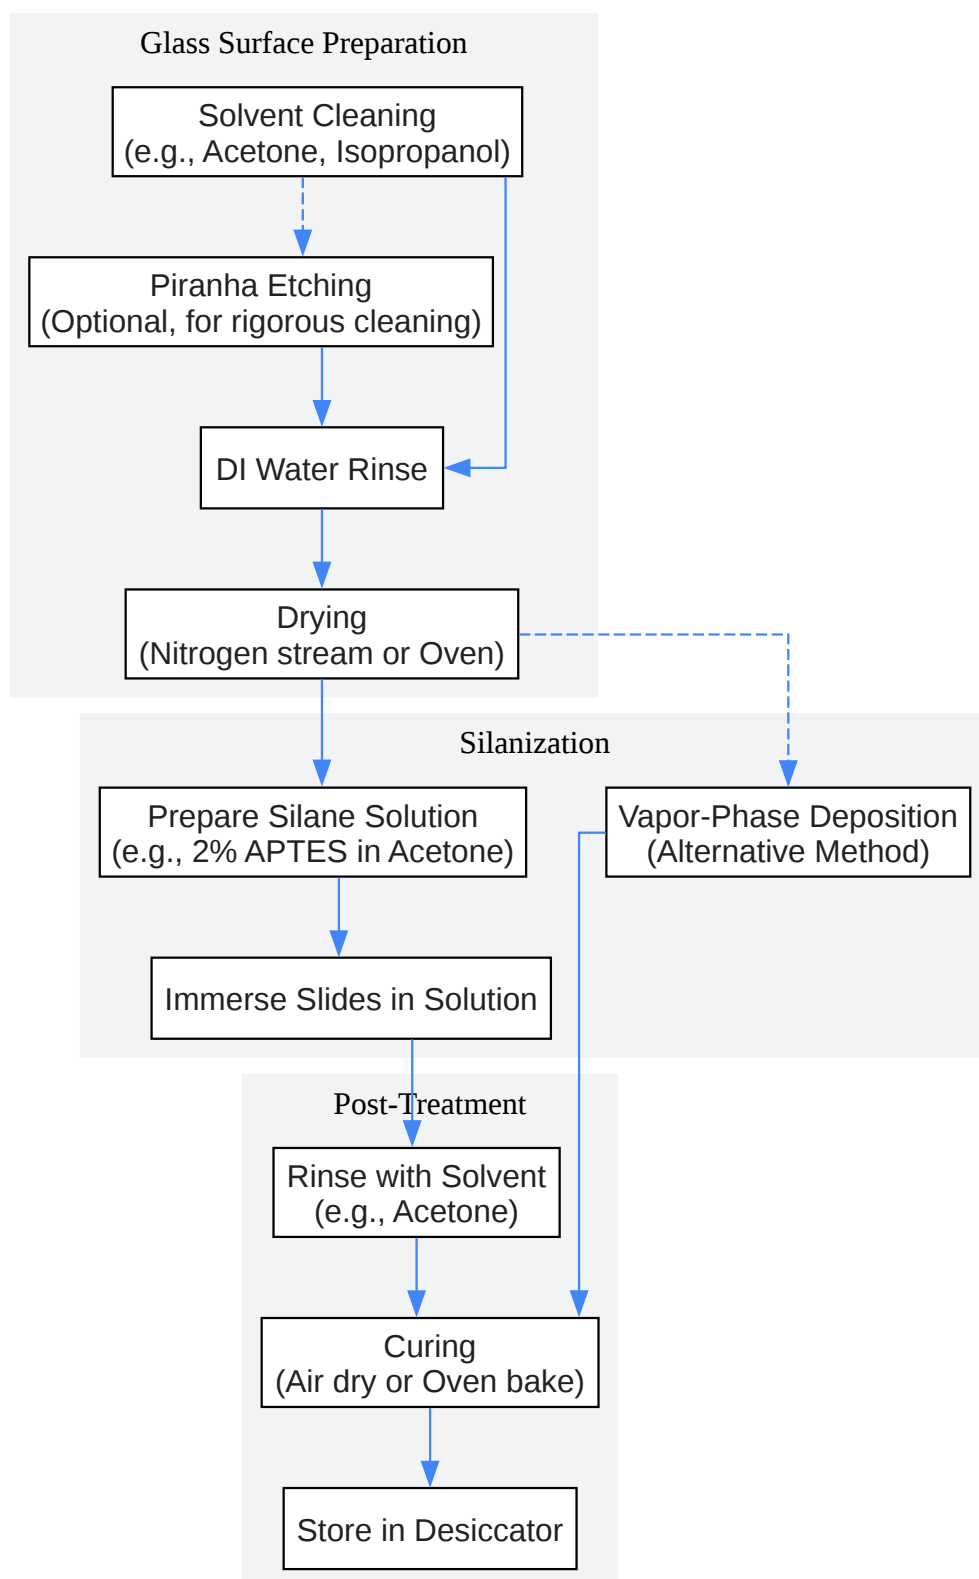 Glass Surface Preparation
Solvent Cleaning
(e.g., Acetone, Isopropanol)
Piranha Etching
(Optional, for rigorous cleaning)
DI Water Rinse
Drying
(Nitrogen stream or Oven)
Silanization
Prepare Silane Solution
(e.g., 2% APTES in Acetone)
Vapor-Phase Deposition
(Alternative Method)
Immerse Slides in Solution
Post-Treatment
Rinse with Solvent
(e.g., Acetone)
Curing
(Air dry or Oven bake)
Store in Desiccator